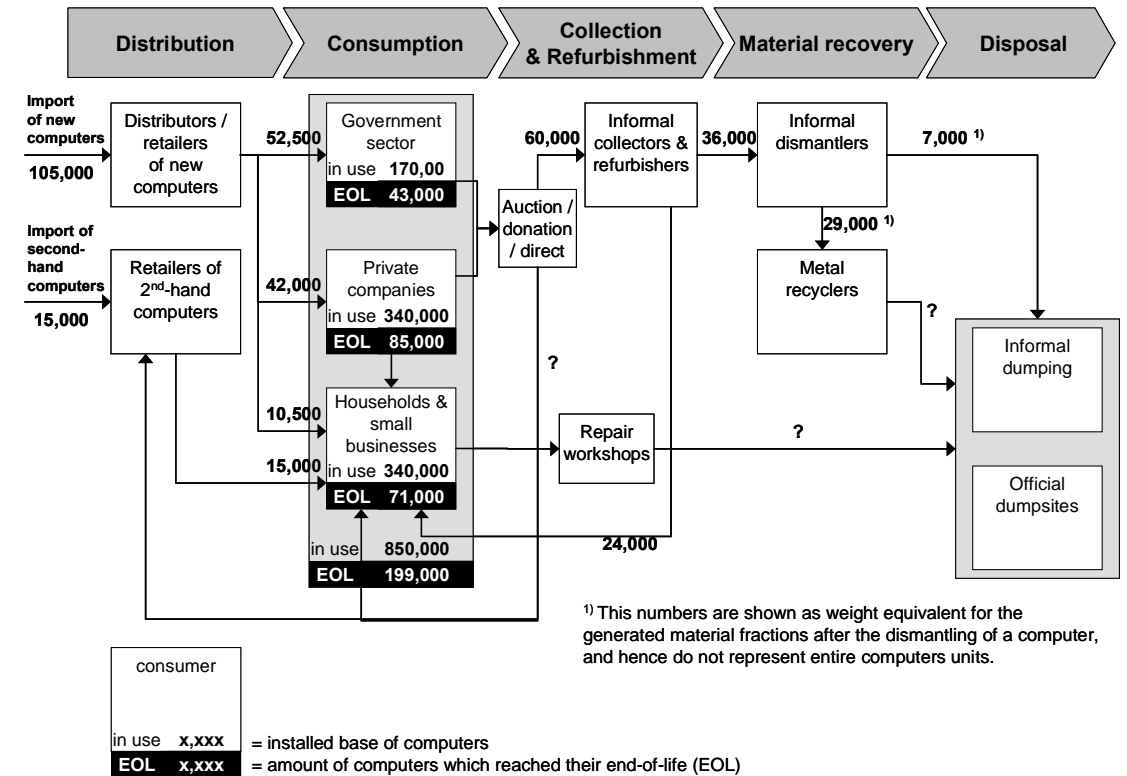 Distribution
Consumption
Collection
& Refurbishment
Material recovery
Disposal
Import
of new
computers
105,000
Distributors /
retailers
of new
computers
52,500
Government
sector
in use 170,00
EOL 43,000
60,000
Informal
collectors &
refurbishers
36,000
Informal
dismantlers
7,000 1)
Auction /
donation
/ direct
29,000 1)
Import of
second-
hand
computers
15,000
Retailers of
2nd-hand
computers
42,000
Private
companies
in use 340,000
EOL 85,000
Metal
recyclers
?
?
Informal
dumping
10,500
15,000
Households &
small
businesses
in use 340,000
EOL 71,000
Repair
workshops
?
Official
dumpsites
24,000
in use 850,000
EOL 199,000
1) This numbers are shown as weight equivalent for the
generated material fractions after the dismantling of a computer,
and hence do not represent entire computers units.
consumer
in use x,xxx = installed base of computers
EOL x,xxx = amount of computers which reached their end-of-life (EOL)